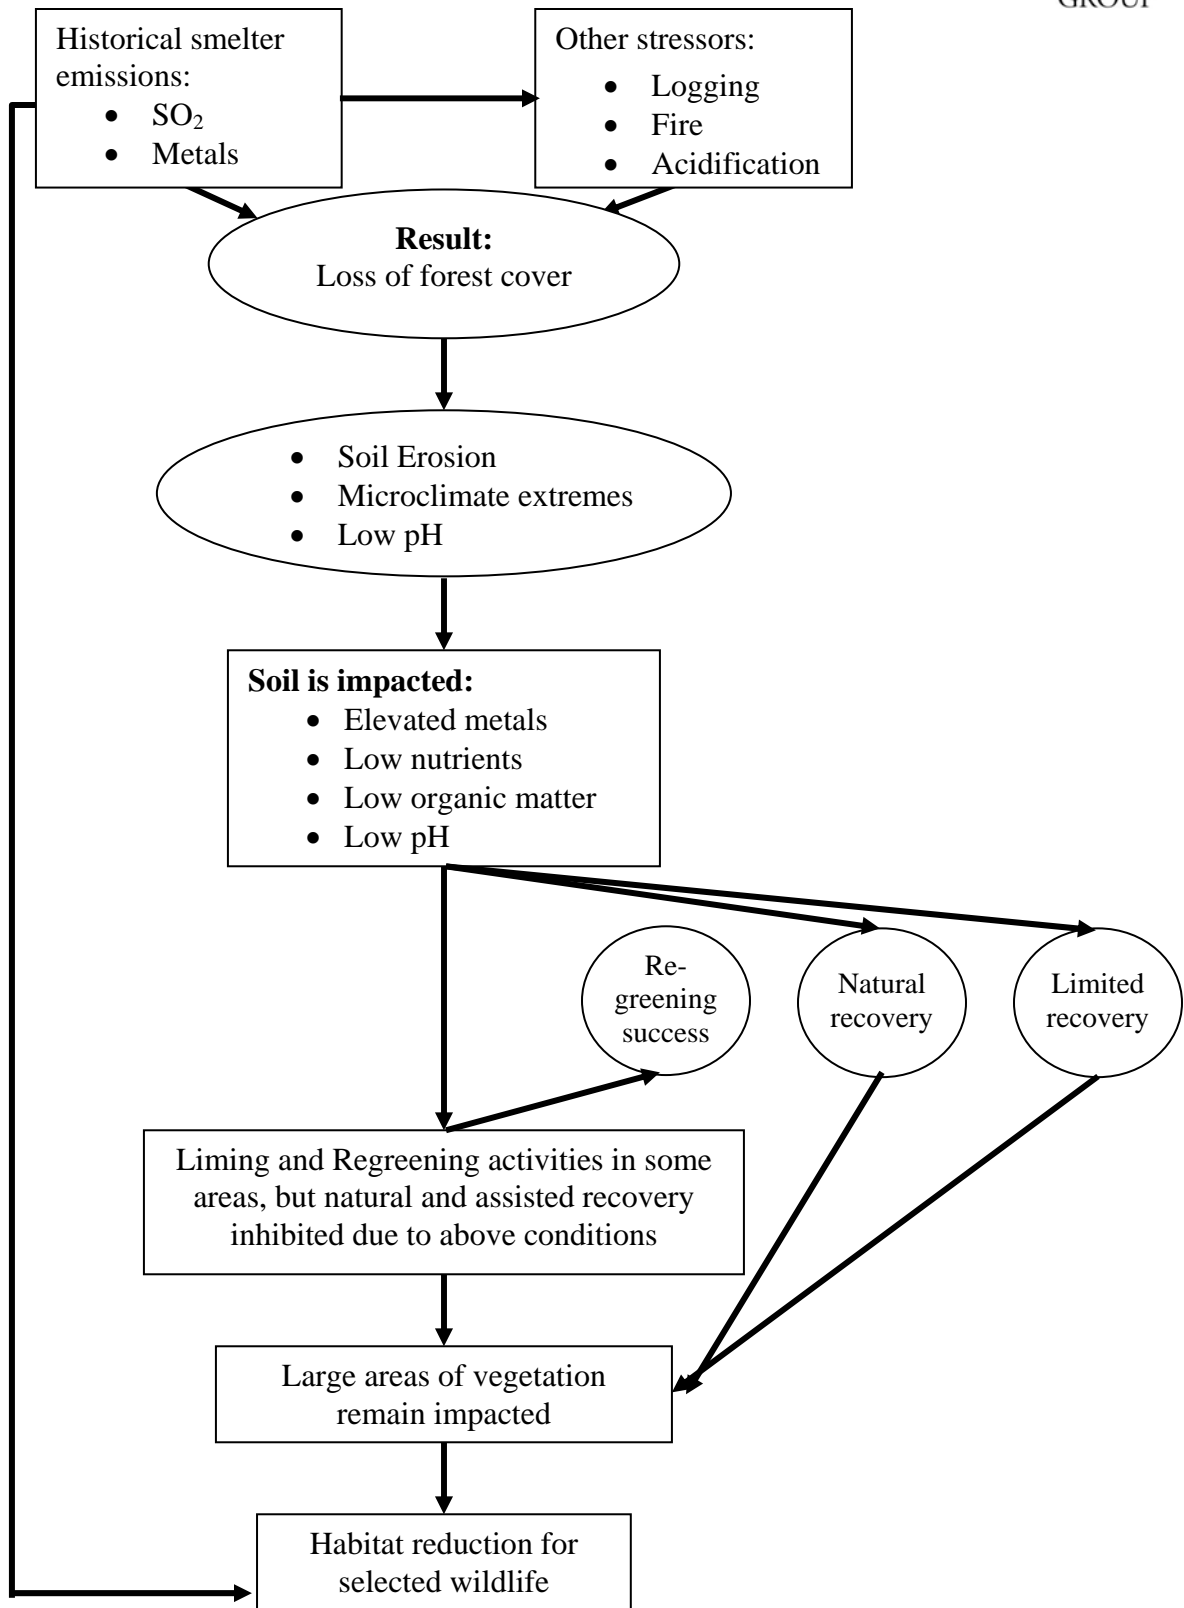 GROUP
Historical smelter
emissions:
• SO₂
• Metals
Other stressors:
• Logging
• Fire
• Acidification
Result:
Loss of forest cover
• Soil Erosion
• Microclimate extremes
• Low pH
Soil is impacted:
• Elevated metals
• Low nutrients
• Low organic matter
• Low pH
Re-
greening
success
Natural
recovery
Limited
recovery
Liming and Regreening activities in some
areas, but natural and assisted recovery
inhibited due to above conditions
Large areas of vegetation
remain impacted
Habitat reduction for
selected wildlife